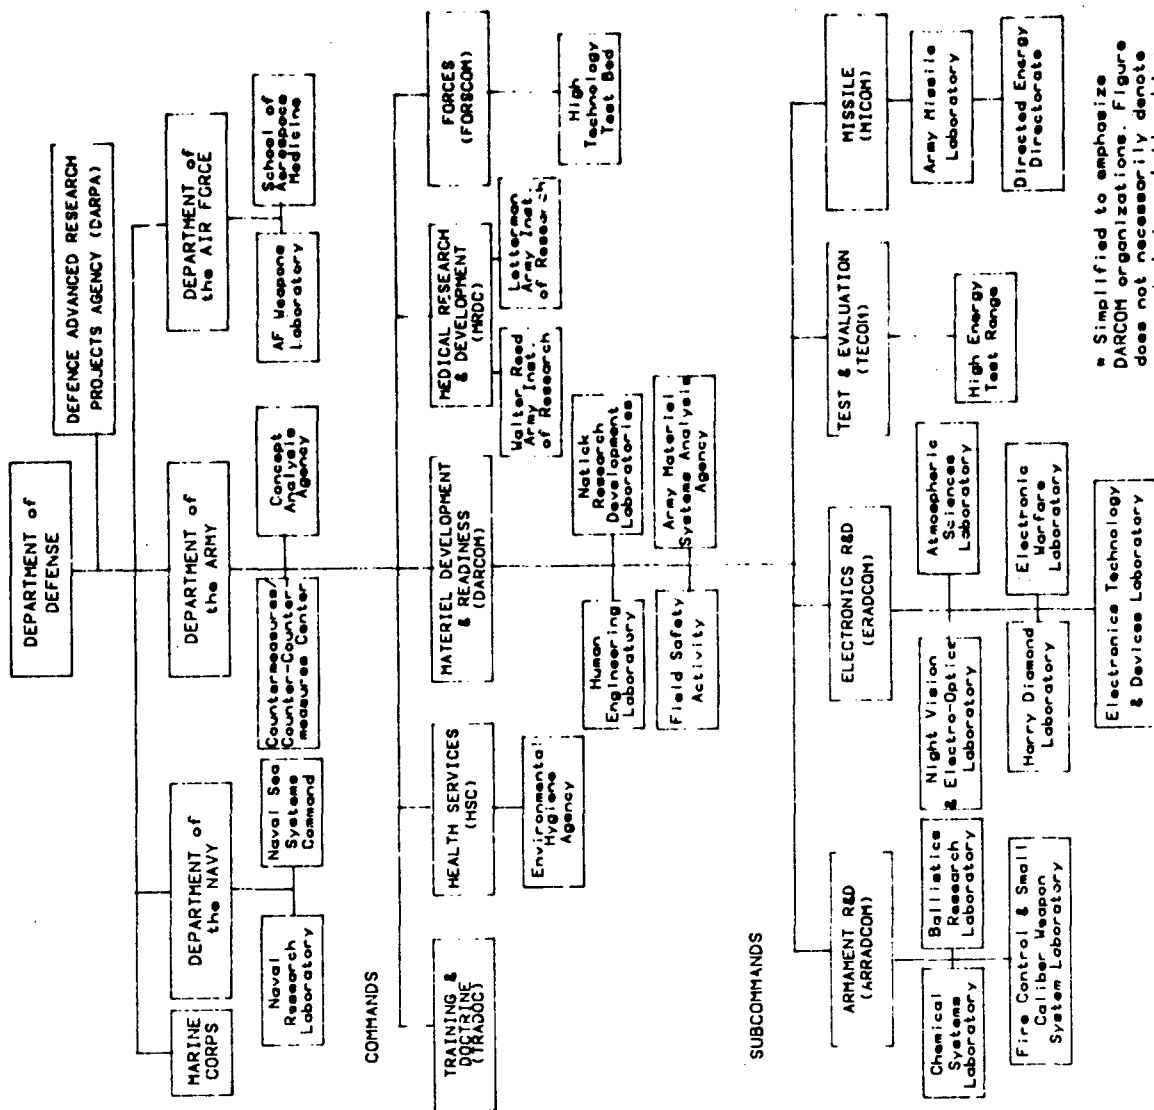 DEPARTMENT of
DEFENSE
DEFENCE ADVANCED RESEARCH
PROJECTS AGENCY (DARPA)
MARINE
CORPS
DEPARTMENT of
the NAVY
DEPARTMENT of
the ARMY
DEPARTMENT of
the AIR FORCE
Naval
Research
Laboratory
Naval Sea
Systems
Command
Countermeasures/
Counter-Counter
measures Center
Concept
Analysis
Agency
AF Weapons
Laboratory
School of
Aerospace
Medicine
COMMANDS
TRAINING &
DOCTRINE
(TRADOC)
HEALTH SERVICES
(HSC)
MATERIEL DEVELOPMENT
& READINESS
(DARCOM)
MEDICAL RESEARCH
& DEVELOPMENT
(MRDC)
FORCES
(FORSCOM)
Environmental
Hygiene
Agency
Walter Reed
Army Inst.
of Research
Letterman
Army Inst.
of Research
High
Technology
Test Bed
Human
Engineering
Laboratory
Natick
Research
Development
Laboratories
Field Safety
Activity
Army Materiel
Systems Analysis
Agency
SUBCOMMANDS
ARMAMENT R&D
(ARRADCOM)
ELECTRONICS R&D
(ERADCOM)
TEST & EVALUATION
(TECOM)
MISSILE
(MICOM)
Chemical
Systems
Laboratory
Ballistics
Research
Laboratory
Night Vision
& Electro-Optics
Laboratory
Atmospheric
Sciences
Laboratory
High Energy
Test Range
Army Missile
Laboratory
Fire Control & Small
Caliber Weapon
System Laboratory
Harry Diamond
Laboratory
Electronic
Warfare
Laboratory
Directed Energy
Directorate
Electronics Technology
& Devices Laboratory
* Simplified to emphasize
DARCOM organizations. Figure
does not necessarily denote